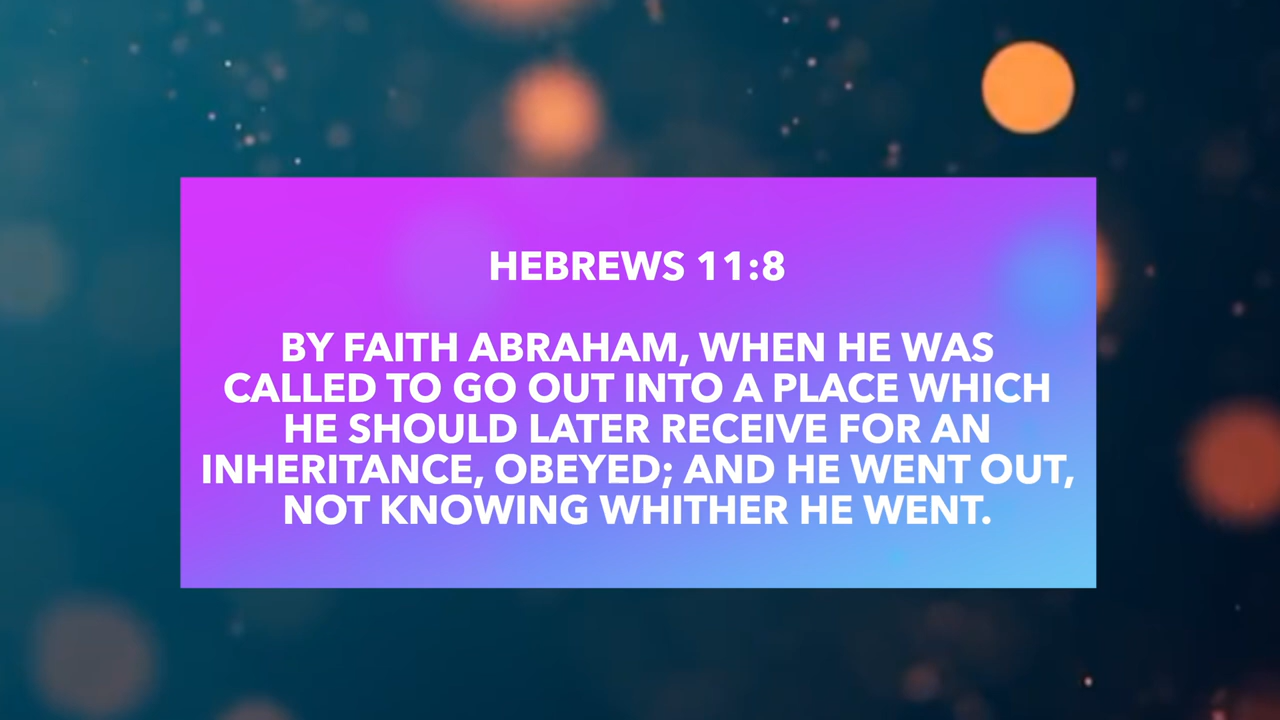 HEBREWS 11:8
BY FAITH ABRAHAM, WHEN HE WAS
CALLED TO GO OUT INTO A PLACE WHICH
HE SHOULD LATER RECEIVE FOR AN
INHERITANCE, OBEYED; AND HE WENT OUT,
NOT KNOWING WHITHER HE WENT.